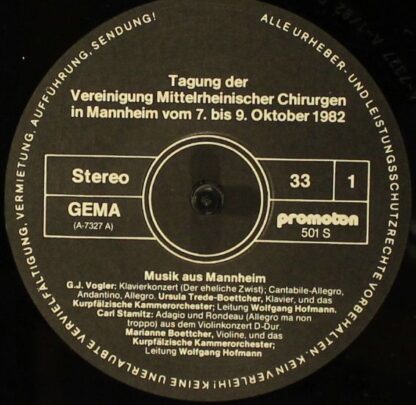 ALLE URHEBER- UND LEISTUNGSSCHUTZRECHTE VORBEHALTEN. KEIN VERLEIH! KEINE UNERLAUBTE VERVIELFÄLTIGUNG, VERMIETUNG, AUFFÜHRUNG, SENDUNG!
Tagung der
Vereinigung Mittelrheinischer Chirurgen
in Mannheim vom 7. bis 9. Oktober 1982
Stereo
33
1
GEMA
(A-7327 A)
promoton
501 S
Musik aus Mannheim
G.J. Vogler: Klavierkonzert (Der eheliche Zwist); Cantabile-Allegro,
Andantino, Allegro. Ursula Trede-Boettcher, Klavier, und das
Kurpfälzische Kammerorchester; Leitung Wolfgang Hofmann.
Carl Stamitz: Adagio und Rondeau (Allegro ma non
troppo) aus dem Violinkonzert D-Dur.
Marianne Boettcher, Violine, und das
Kurpfälzische Kammerorchester;
Leitung Wolfgang Hofmann